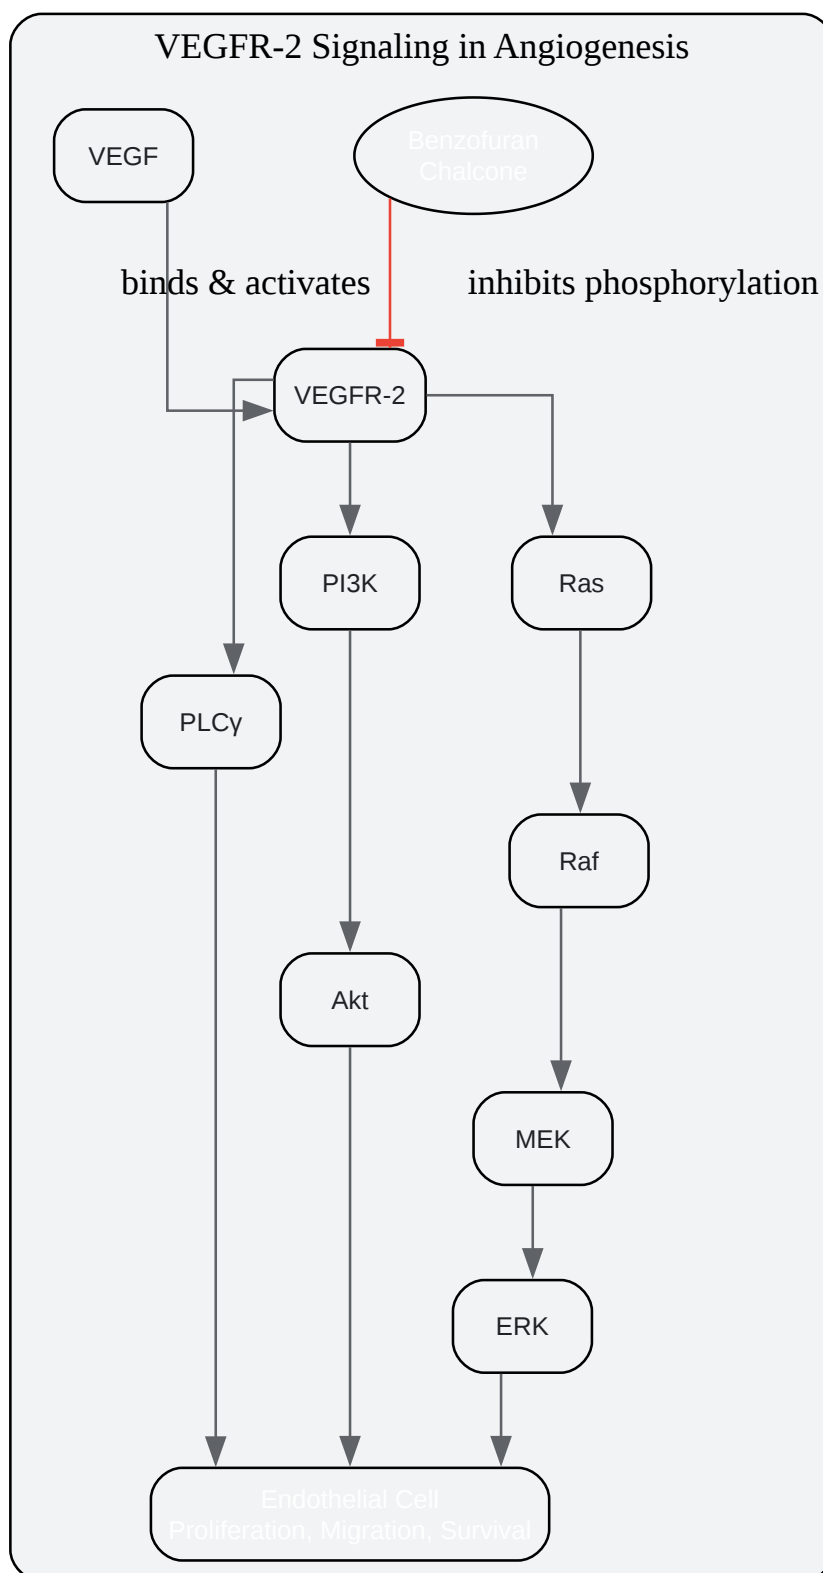 VEGFR-2 Signaling in Angiogenesis
VEGF
Benzofuran
Chalcone
binds & activates
inhibits phosphorylation
VEGFR-2
PI3K
Ras
PLCγ
Raf
Akt
MEK
ERK
Endothelial Cell
Proliferation, Migration, Survival